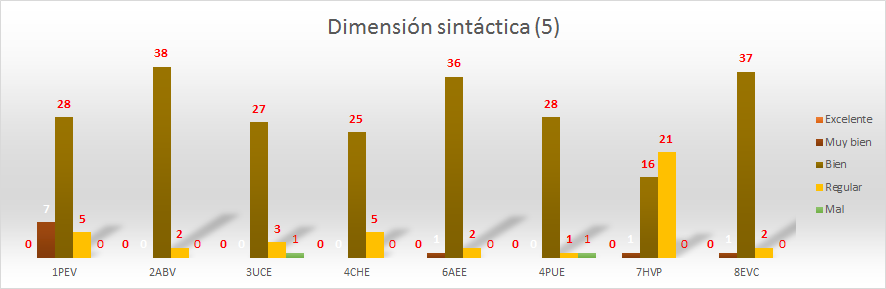 Dimensión sintáctica (5)
0 7 28 5 0
0 0 38 2 0
0 0 27 3 1
0 0 25 5 0
0 1 36 2 0
0 0 28 1 1
0 1 16 21 0
0 1 37 2 0
1PEV 2ABV 3UCE 4CHE 6AEE 4PUE 7HVP 8EVC
Excelente
Muy bien
Bien
Regular
Mal